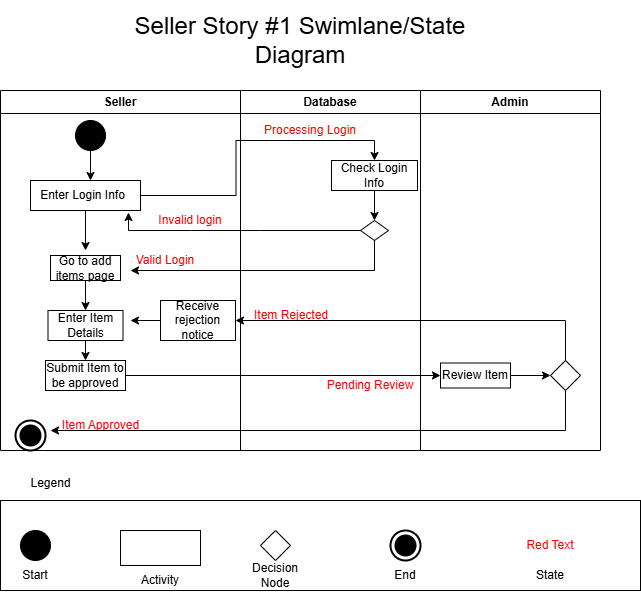 Seller Story #1 Swimlane/State
Diagram
Seller
Database
Admin
Processing Login
Check Login
Info
Enter Login Info
Invalid login
Valid Login
Go to add
items page
Enter Item
Details
Receive
rejection
notice
Item Rejected
Submit Item to
be approved
Pending Review
Review Item
Item Approved
Legend
Start
Activity
Decision
Node
End
Red Text
State